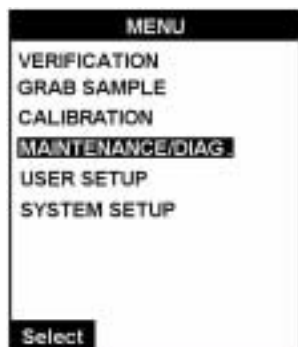 MENU
VERIFICATION
GRAB SAMPLE
CALIBRATION
MAINTENANCE/DIAG.
USER SETUP
SYSTEM SETUP
Select